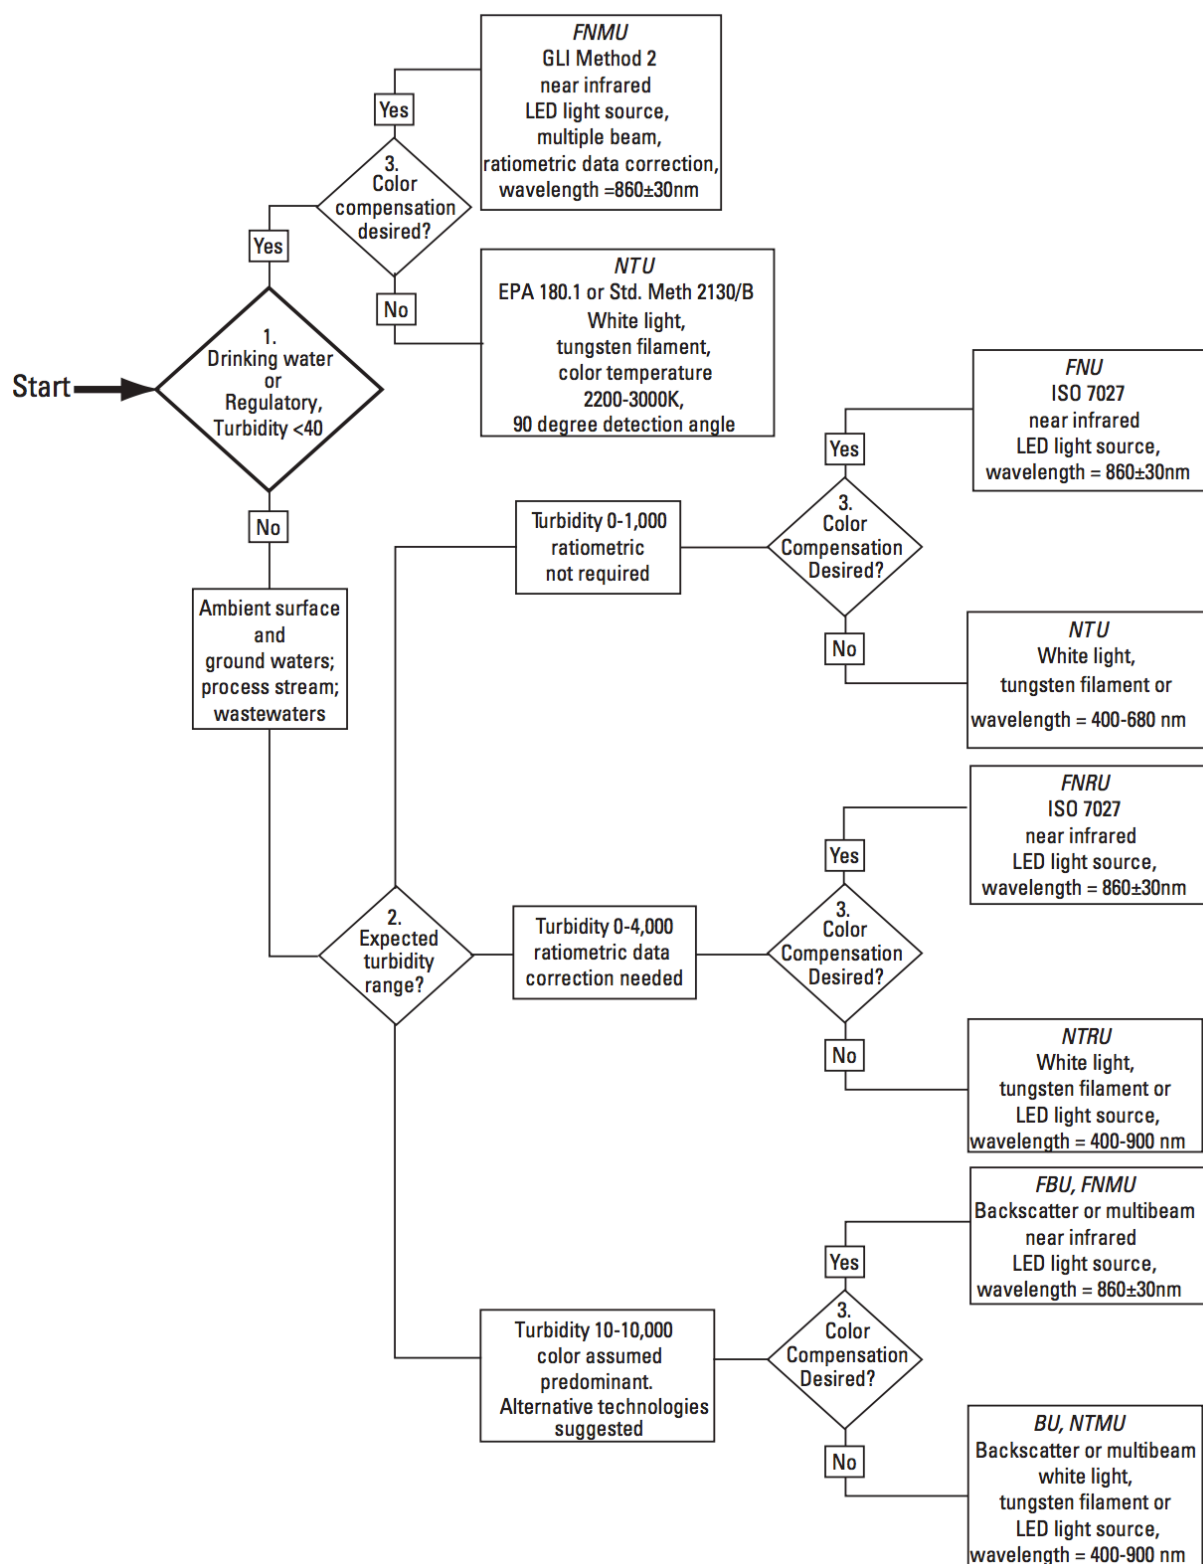 FNMU
GLI Method 2
near infrared
LED light source,
multiple beam,
ratiometric data correction,
wavelength =860±30nm
Yes
3.
Color
compensation
desired?
Yes
No
NTU
EPA 180.1 or Std. Meth 2130/B
White light,
tungsten filament,
color temperature
2200-3000K,
90 degree detection angle
Start
1.
Drinking water
or
Regulatory,
Turbidity <40
No
Ambient surface
and
ground waters;
process stream;
wastewaters
2.
Expected
turbidity
range?
Turbidity 0-1,000
ratiometric
not required
3.
Color
Compensation
Desired?
Yes
FNU
ISO 7027
near infrared
LED light source,
wavelength = 860±30nm
No
NTU
White light,
tungsten filament or
wavelength = 400-680 nm
Turbidity 0-4,000
ratiometric data
correction needed
3.
Color
Compensation
Desired?
Yes
FNRU
ISO 7027
near infrared
LED light source,
wavelength = 860±30nm
No
NTRU
White light,
tungsten filament or
LED light source,
wavelength = 400-900 nm
Turbidity 10-10,000
color assumed
predominant.
Alternative technologies
suggested
3.
Color
Compensation
Desired?
Yes
FBU, FNMU
Backscatter or multibeam
near infrared
LED light source,
wavelength = 860±30nm
No
BU, NTMU
Backscatter or multibeam
white light,
tungsten filament or
LED light source,
wavelength = 400-900 nm